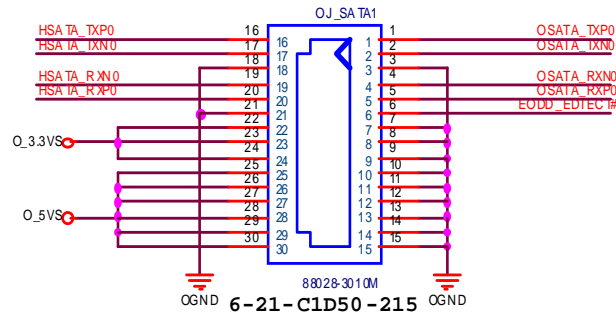 OJ_SATA1
HSATA_TXP0 16 16 1 1 OSATA_TXP0
HSATA_TXN0 17 17 2 2 OSATA_TXN0
18 18 3 3
HSATA_RXN0 19 19 4 4 OSATA_RXN0
HSATA_RXP0 20 20 5 5 OSATA_RXP0
21 21 6 6 EODD_EDTECT#
22 22 7 7
O_3.3VS 23 23 8 8
24 24 9 9
25 25 10 10
26 26 11 11
27 27 12 12
O_5VS 28 28 13 13
29 29 14 14
30 30 15 15
88028-3010M
OGND 6-21-C1D50-215 OGND